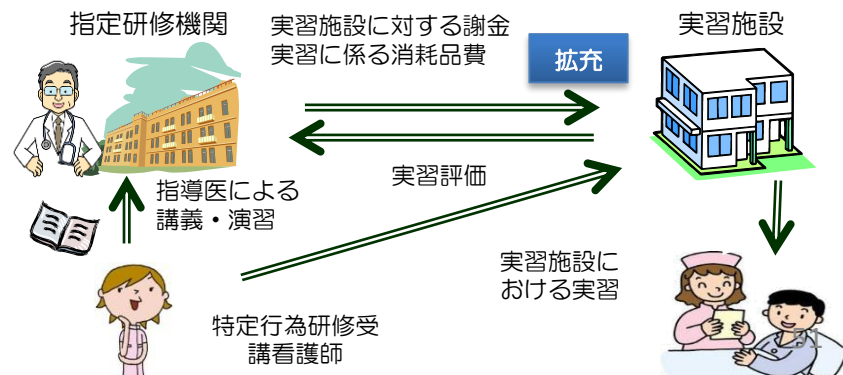 指定研修機関
実習施設に対する謝金
実習に係る消耗品費
拡充
実習施設
実習評価
指導医による
講義・演習
実習施設に
おける実習
特定行為研修受
講看護師
51